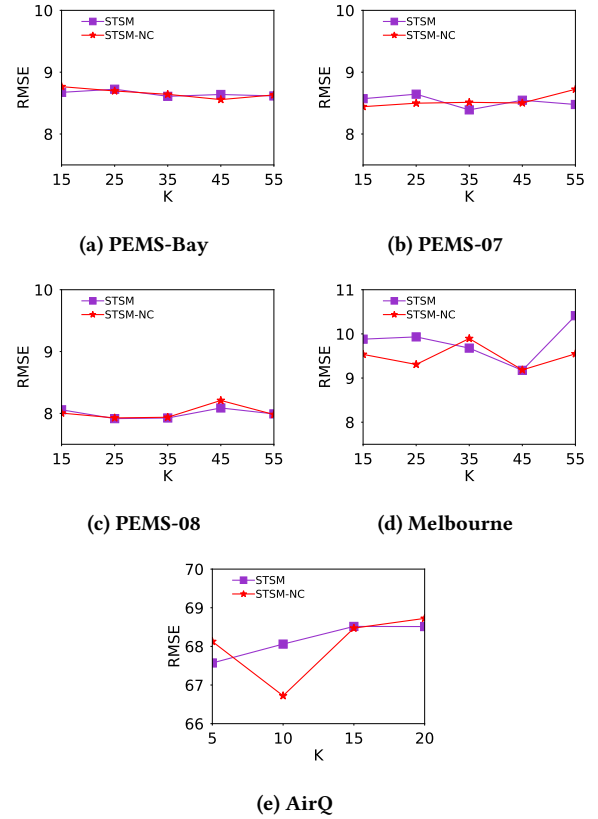 10
STSM
STSM-NC
9
RMSE
8
15 25 35 45 55
K
(a) PEMS-Bay
10
STSM
STSM-NC
9
RMSE
8
15 25 35 45 55
K
(b) PEMS-07
10
STSM
STSM-NC
9
RMSE
8
15 25 35 45 55
K
(c) PEMS-08
11
STSM
STSM-NC
10
RMSE
9
8
15 25 35 45 55
K
(d) Melbourne
70
STSM
STSM-NC
69
RMSE
68
67
66
5 10 15 20
K
(e) AirQ